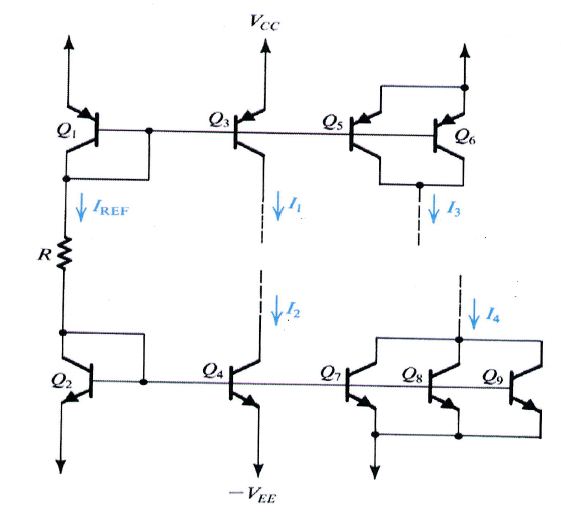 V_CC
Q_1
Q_3
Q_5
Q_6
I_REF
I_1
I_3
R
I_2
I_4
Q_2
Q_4
Q_7
Q_8
Q_9
−V_EE